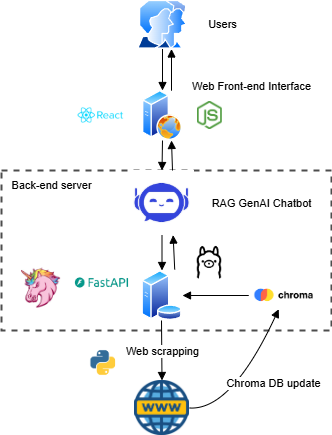 Users
Web Front-end Interface
React
JS
Back-end server
RAG GenAI Chatbot
FastAPI
chroma
Web scrapping
WWW
Chroma DB update